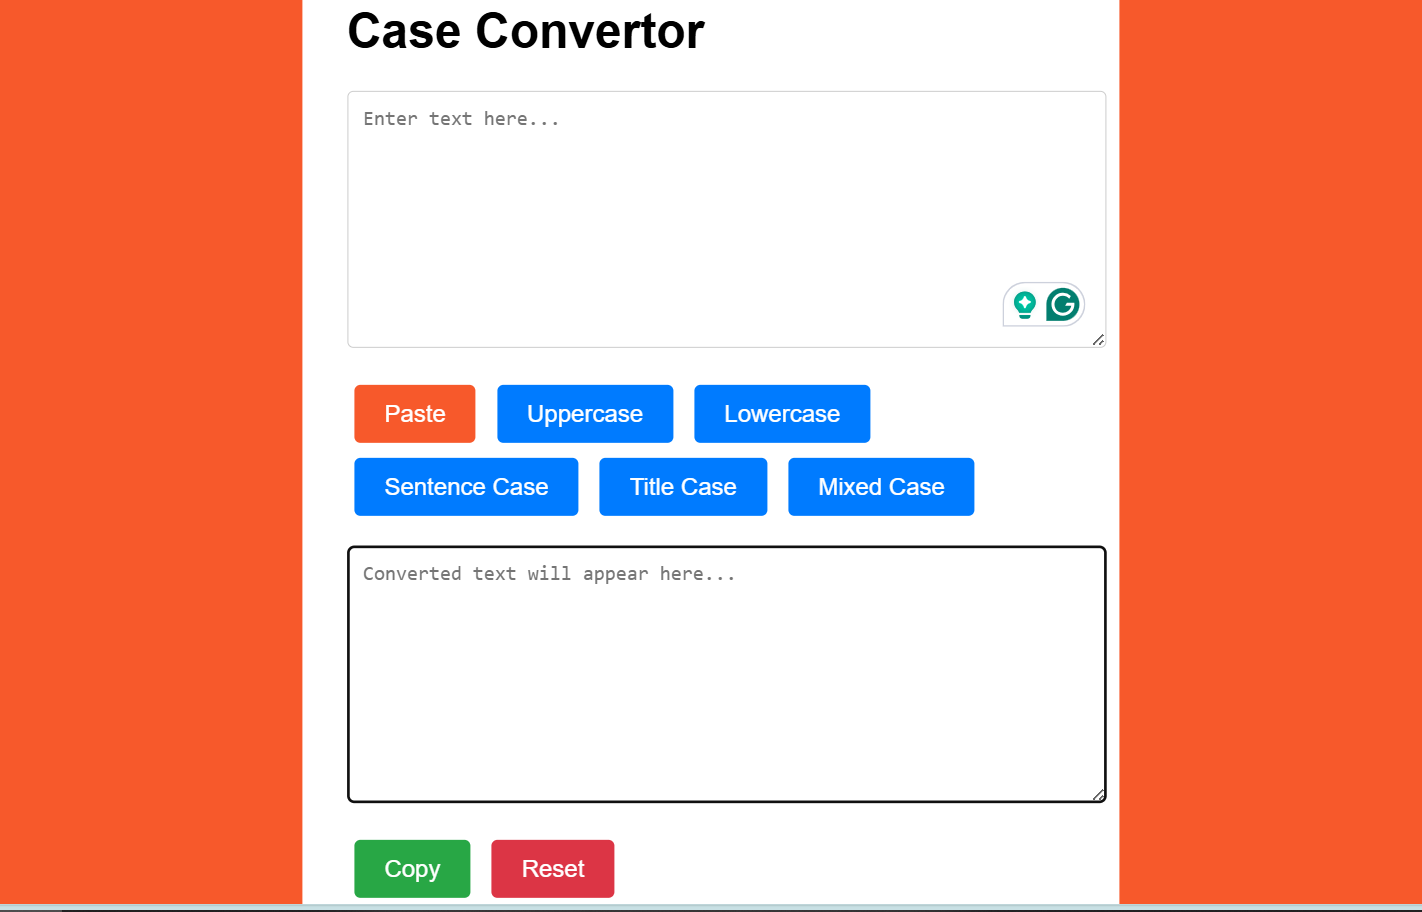 Case Convertor
Enter text here...
Paste Uppercase Lowercase
Sentence Case Title Case Mixed Case
Converted text will appear here...
Copy Reset